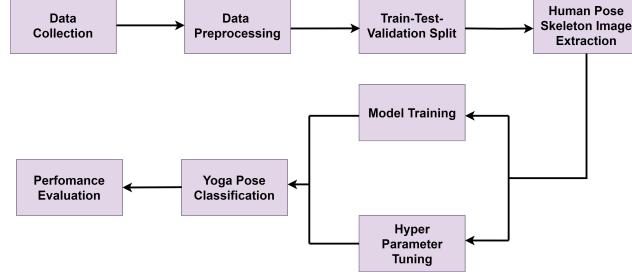 Data
Collection
Data
Preprocessing
Train-Test-
Validation Split
Human Pose
Skeleton Image
Extraction
Model Training
Perfomance
Evaluation
Yoga Pose
Classification
Hyper
Parameter
Tuning